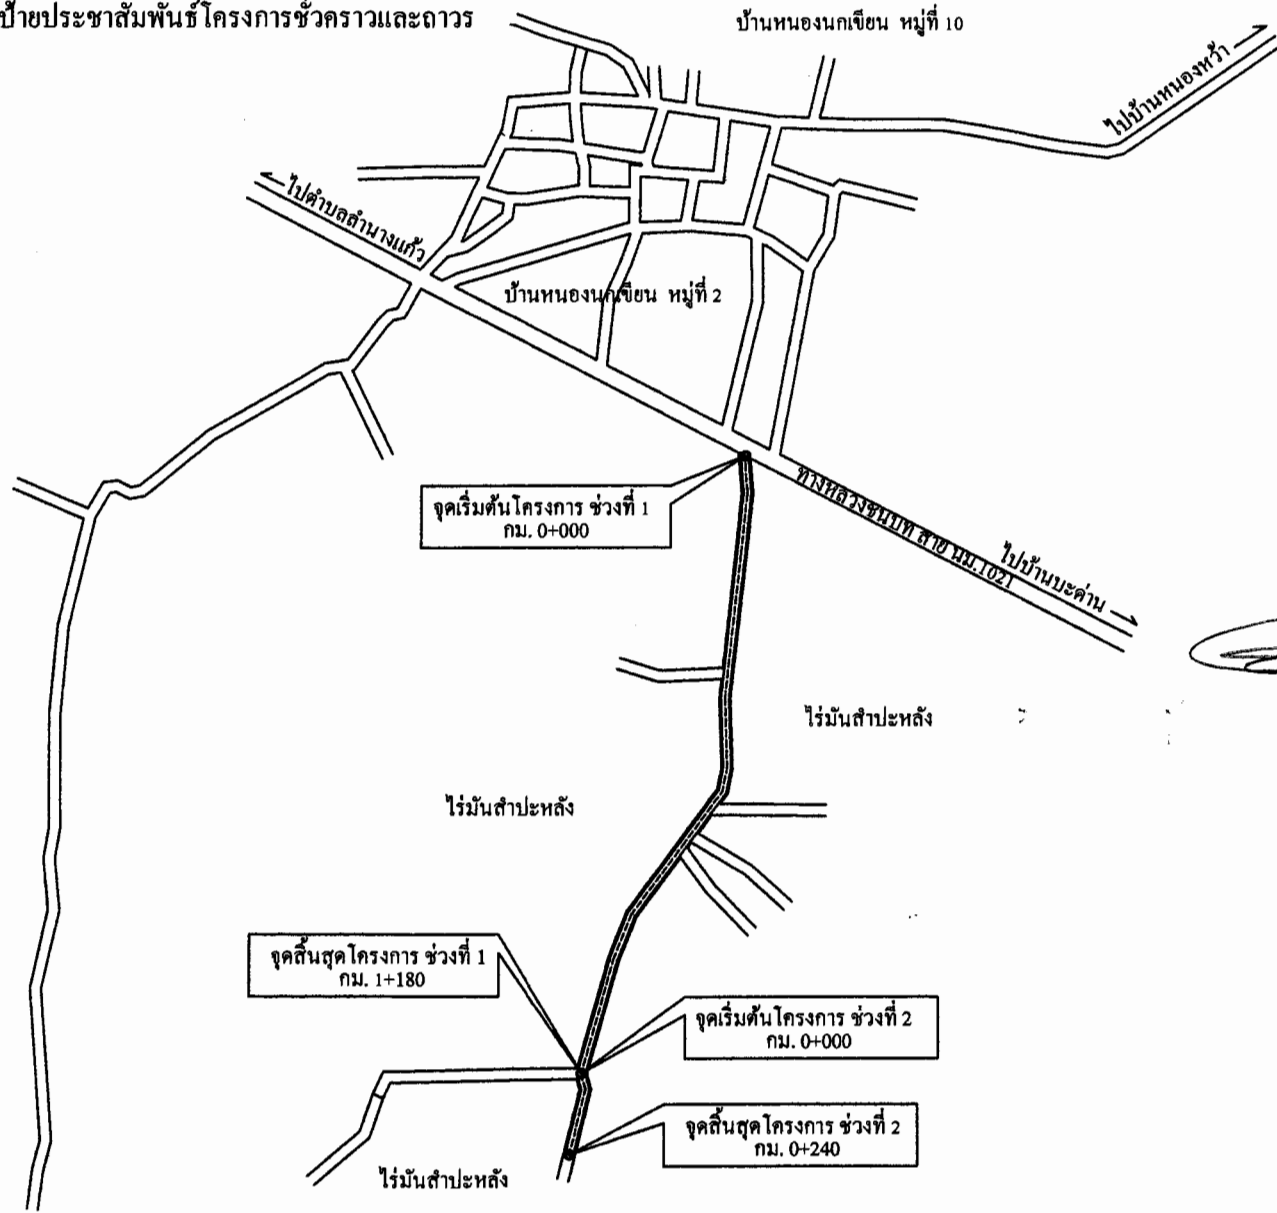 ป้ายประชาสัมพันธ์โครงการชั่วคราวและถาวร
บ้านหนองนกเขียน หมู่ที่ 10
ไปบ้านหนองหว้า
ไปตำบลสำนางแก้ว
บ้านหนองนกเขียน หมู่ที่ 2
จุดเริ่มต้นโครงการ ช่วงที่ 1
กม. 0+000
ทางหลวงชนบท สาย นม.1021
ไปบ้านบะด่าน
ไร่มันสำปะหลัง
ไร่มันสำปะหลัง
จุดสิ้นสุดโครงการ ช่วงที่ 1
กม. 1+180
จุดเริ่มต้นโครงการ ช่วงที่ 2
กม. 0+000
จุดสิ้นสุดโครงการ ช่วงที่ 2
กม. 0+240
ไร่มันสำปะหลัง